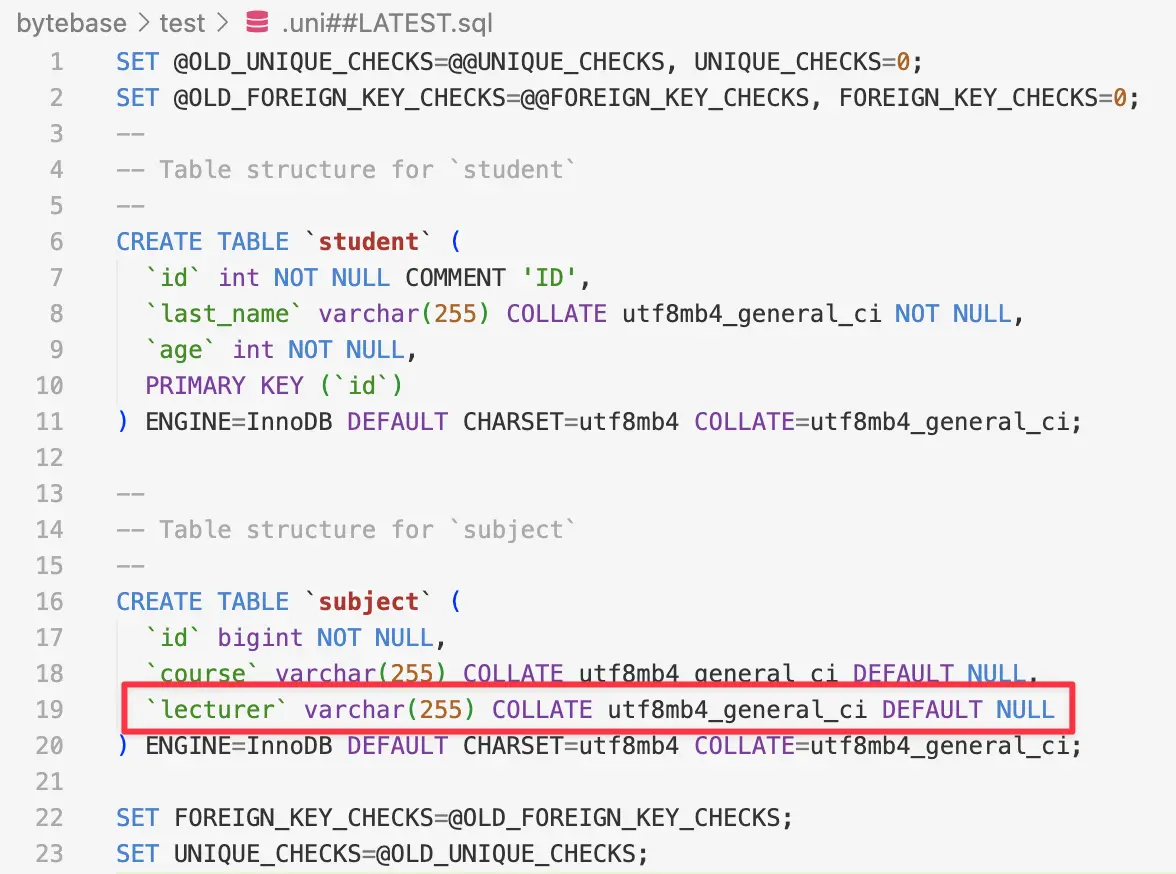 bytebase > test > .uni##LATEST.sql
1 SET @OLD_UNIQUE_CHECKS=@@UNIQUE_CHECKS, UNIQUE_CHECKS=0;
2 SET @OLD_FOREIGN_KEY_CHECKS=@@FOREIGN_KEY_CHECKS, FOREIGN_KEY_CHECKS=0;
3 --
4 -- Table structure for `student`
5 --
6 CREATE TABLE `student` (
7   `id` int NOT NULL COMMENT 'ID',
8   `last_name` varchar(255) COLLATE utf8mb4_general_ci NOT NULL,
9   `age` int NOT NULL,
10   PRIMARY KEY (`id`)
11 ) ENGINE=InnoDB DEFAULT CHARSET=utf8mb4 COLLATE=utf8mb4_general_ci;
12
13 --
14 -- Table structure for `subject`
15 --
16 CREATE TABLE `subject` (
17   `id` bigint NOT NULL,
18   `course` varchar(255) COLLATE utf8mb4_general_ci DEFAULT NULL,
19   `lecturer` varchar(255) COLLATE utf8mb4_general_ci DEFAULT NULL
20 ) ENGINE=InnoDB DEFAULT CHARSET=utf8mb4 COLLATE=utf8mb4_general_ci;
21
22 SET FOREIGN_KEY_CHECKS=@OLD_FOREIGN_KEY_CHECKS;
23 SET UNIQUE_CHECKS=@OLD_UNIQUE_CHECKS;